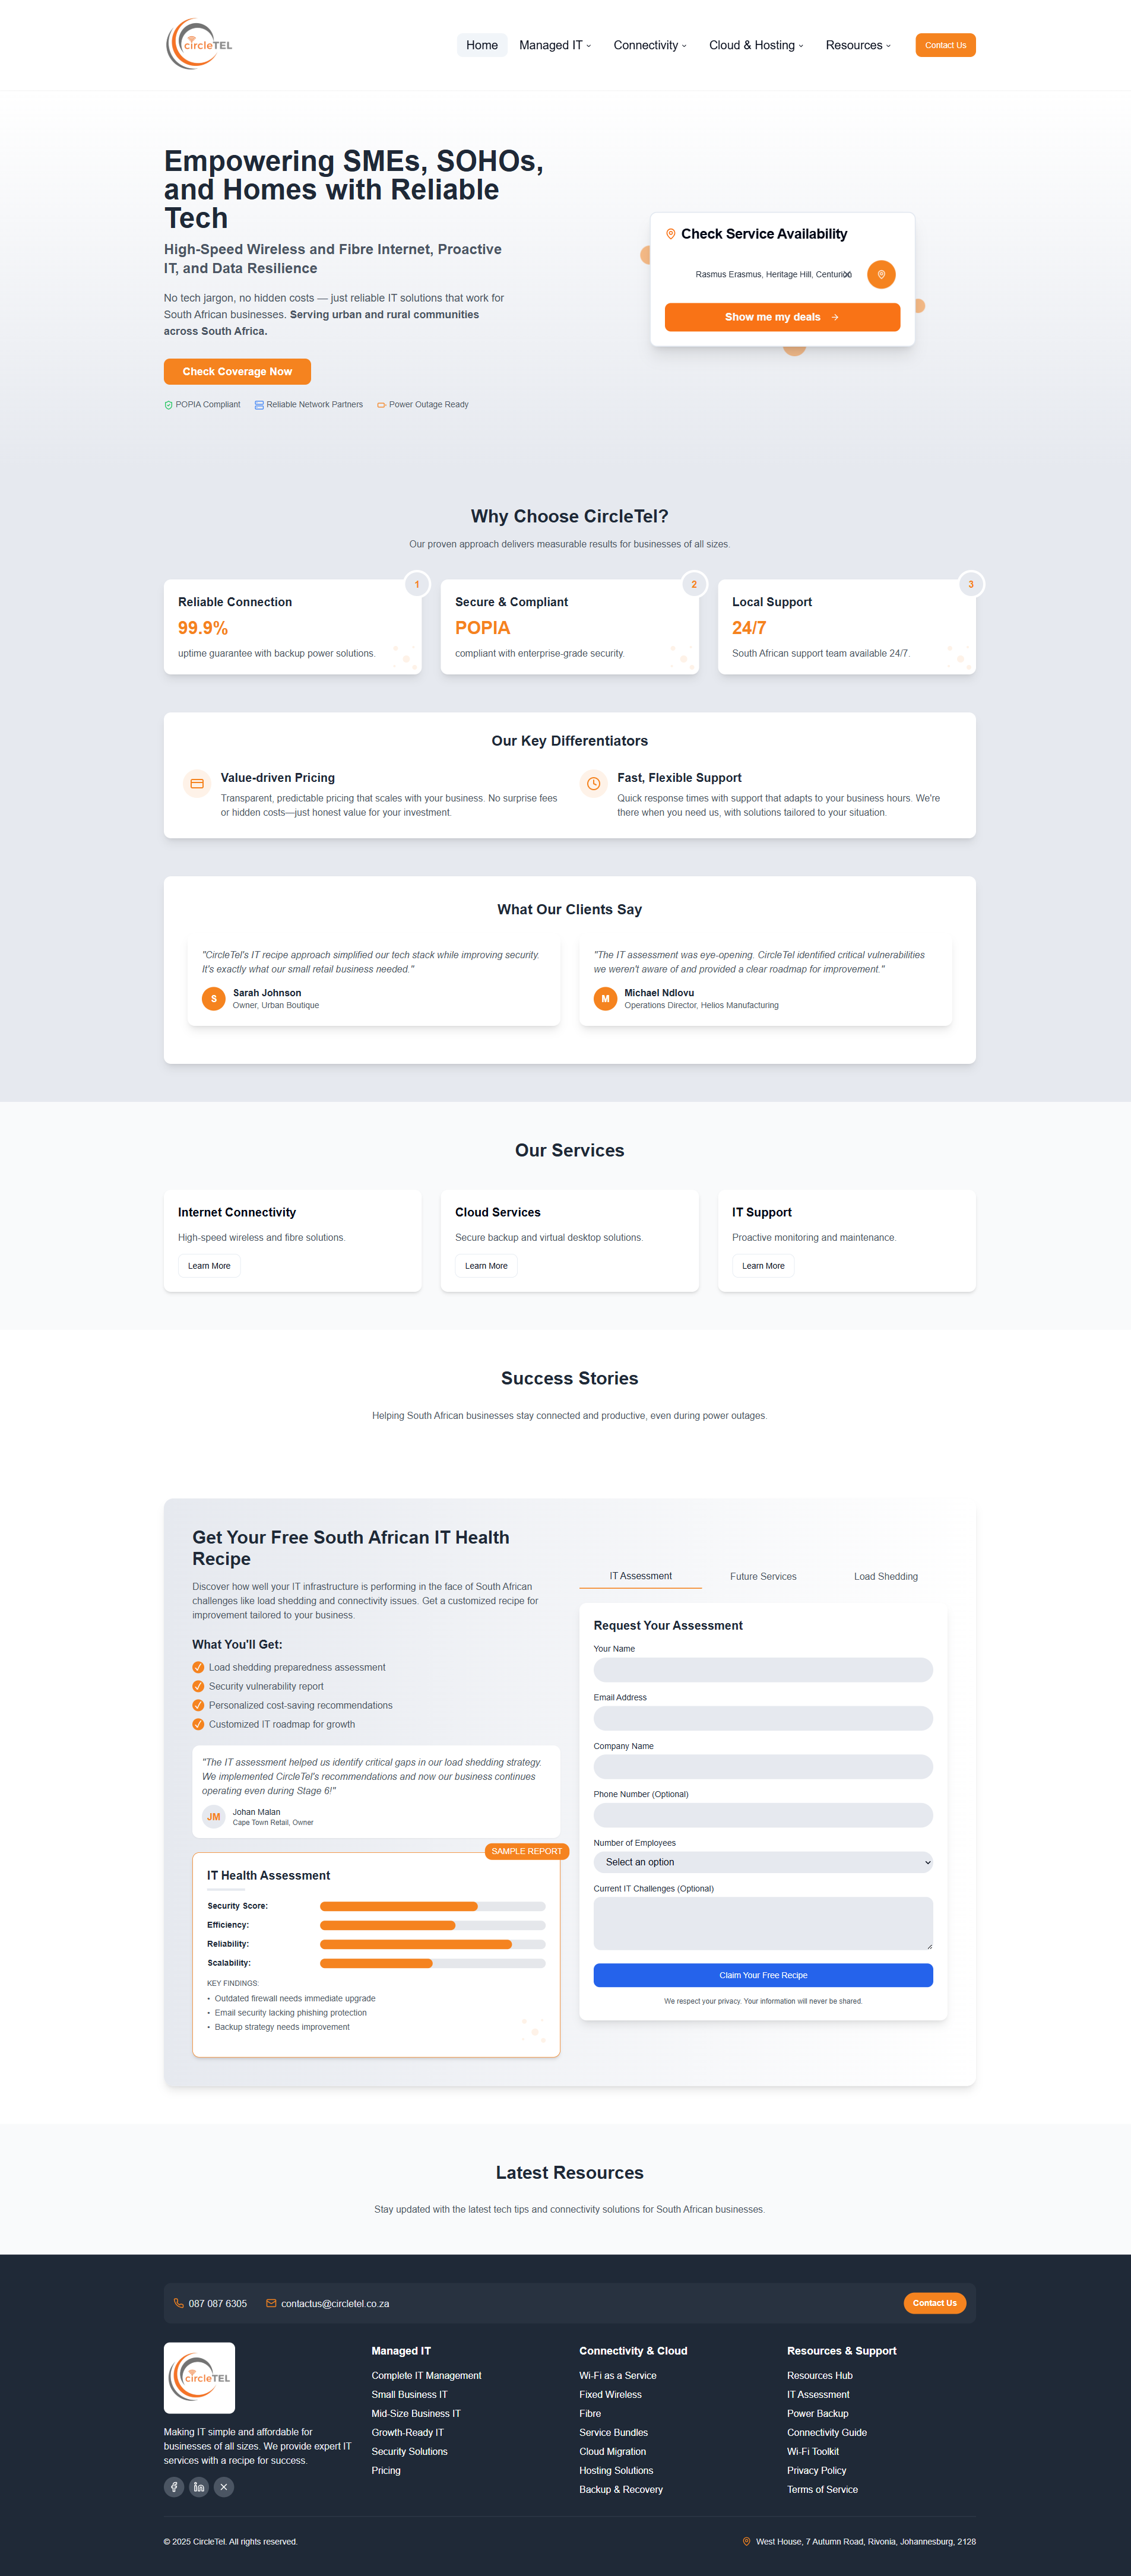 circleTEL
Home
Managed IT
Connectivity
Cloud & Hosting
Resources
Contact Us
Empowering SMEs, SOHOs,
and Homes with Reliable
Tech
High-Speed Wireless and Fibre Internet, Proactive
IT, and Data Resilience
No tech jargon, no hidden costs — just reliable IT solutions that work for
South African businesses. Serving urban and rural communities
across South Africa.
Check Coverage Now
POPIA Compliant
Reliable Network Partners
Power Outage Ready
Check Service Availability
Rasmus Erasmus, Heritage Hill, Centurion
Show me my deals
Why Choose CircleTel?
Our proven approach delivers measurable results for businesses of all sizes.
1
Reliable Connection
99.9%
uptime guarantee with backup power solutions.
2
Secure & Compliant
POPIA
compliant with enterprise-grade security.
3
Local Support
24/7
South African support team available 24/7.
Our Key Differentiators
Value-driven Pricing
Transparent, predictable pricing that scales with your business. No surprise fees
or hidden costs—just honest value for your investment.
Fast, Flexible Support
Quick response times with support that adapts to your business hours. We're
there when you need us, with solutions tailored to your situation.
What Our Clients Say
"CircleTel's IT recipe approach simplified our tech stack while improving security.
It's exactly what our small retail business needed."
S
Sarah Johnson
Owner, Urban Boutique
"The IT assessment was eye-opening. CircleTel identified critical vulnerabilities
we weren't aware of and provided a clear roadmap for improvement."
M
Michael Ndlovu
Operations Director, Helios Manufacturing
Our Services
Internet Connectivity
High-speed wireless and fibre solutions.
Learn More
Cloud Services
Secure backup and virtual desktop solutions.
Learn More
IT Support
Proactive monitoring and maintenance.
Learn More
Success Stories
Helping South African businesses stay connected and productive, even during power outages.
Get Your Free South African IT Health
Recipe
Discover how well your IT infrastructure is performing in the face of South African
challenges like load shedding and connectivity issues. Get a customized recipe for
improvement tailored to your business.
What You'll Get:
Load shedding preparedness assessment
Security vulnerability report
Personalized cost-saving recommendations
Customized IT roadmap for growth
"The IT assessment helped us identify critical gaps in our load shedding strategy.
We implemented CircleTel's recommendations and now our business continues
operating even during Stage 6!"
JM
Johan Malan
Cape Town Retail, Owner
SAMPLE REPORT
IT Health Assessment
Security Score:
Efficiency:
Reliability:
Scalability:
KEY FINDINGS:
• Outdated firewall needs immediate upgrade
• Email security lacking phishing protection
• Backup strategy needs improvement
IT Assessment
Future Services
Load Shedding
Request Your Assessment
Your Name
Email Address
Company Name
Phone Number (Optional)
Number of Employees
Select an option
Current IT Challenges (Optional)
Claim Your Free Recipe
We respect your privacy. Your information will never be shared.
Latest Resources
Stay updated with the latest tech tips and connectivity solutions for South African businesses.
087 087 6305
contactus@circletel.co.za
Contact Us
circleTEL
Making IT simple and affordable for
businesses of all sizes. We provide expert IT
services with a recipe for success.
Managed IT
Complete IT Management
Small Business IT
Mid-Size Business IT
Growth-Ready IT
Security Solutions
Pricing
Connectivity & Cloud
Wi-Fi as a Service
Fixed Wireless
Fibre
Service Bundles
Cloud Migration
Hosting Solutions
Backup & Recovery
Resources & Support
Resources Hub
IT Assessment
Power Backup
Connectivity Guide
Wi-Fi Toolkit
Privacy Policy
Terms of Service
© 2025 CircleTel. All rights reserved.
West House, 7 Autumn Road, Rivonia, Johannesburg, 2128